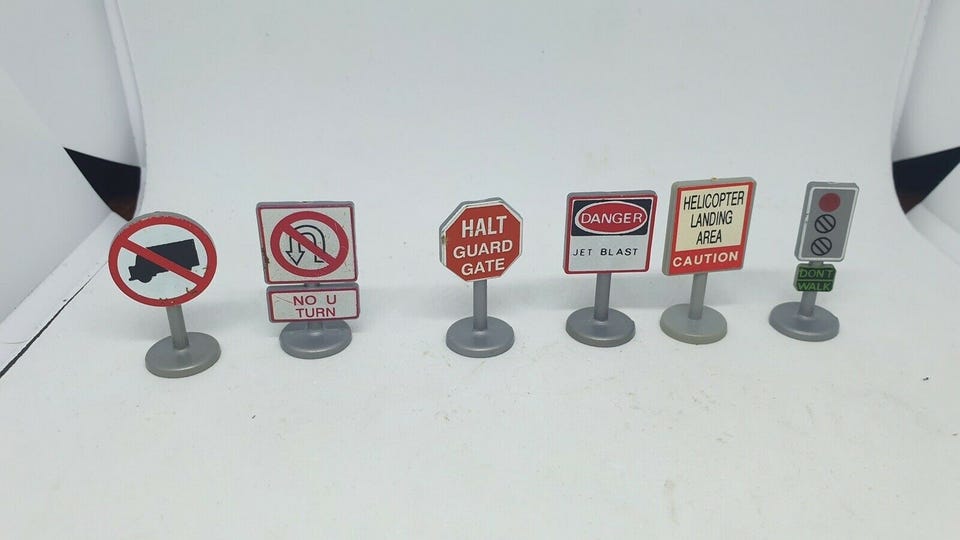 NO U
TURN
HALT
GUARD
GATE
DANGER
JET BLAST
HELICOPTER
LANDING
AREA
CAUTION
DON'T
WALK